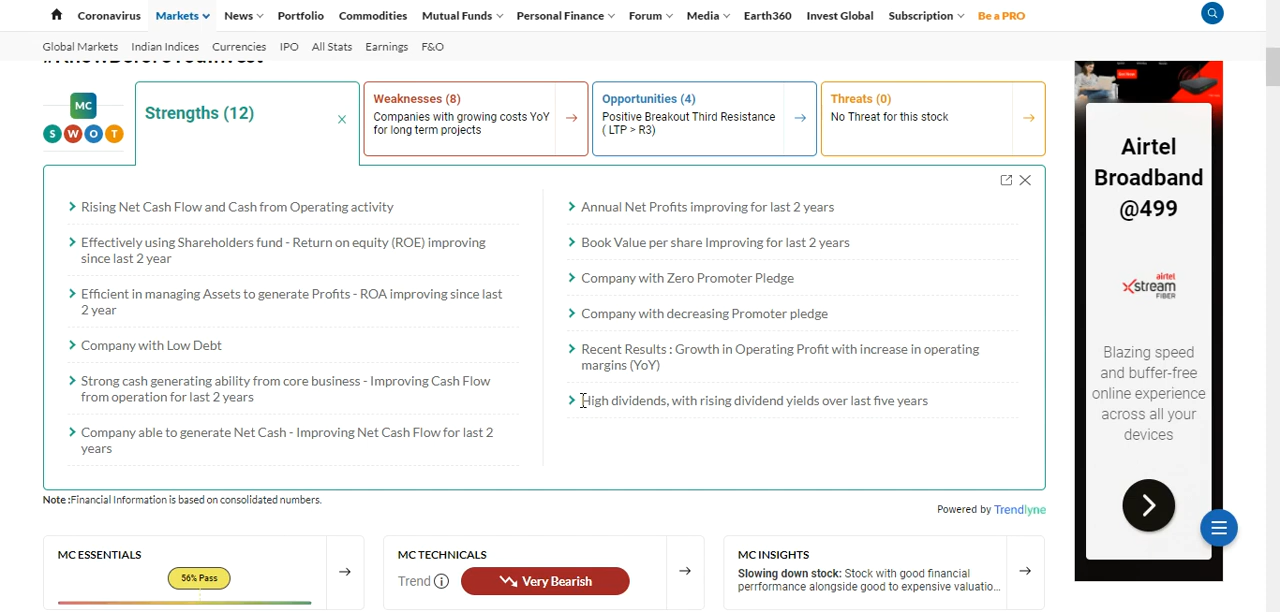 Coronavirus Markets News Portfolio Commodities Mutual Funds Personal Finance Forum Media Earth360 Invest Global Subscription Be a PRO
Global Markets Indian Indices Currencies IPO All Stats Earnings F&O
#KnowBeforeYouInvest
MC
S W O T
Strengths (12)
Weaknesses (8)
Companies with growing costs YoY
for long term projects
Opportunities (4)
Positive Breakout Third Resistance
( LTP > R3)
Threats (0)
No Threat for this stock
Rising Net Cash Flow and Cash from Operating activity
Effectively using Shareholders fund - Return on equity (ROE) improving
since last 2 year
Efficient in managing Assets to generate Profits - ROA improving since last
2 year
Company with Low Debt
Strong cash generating ability from core business - Improving Cash Flow
from operation for last 2 years
Company able to generate Net Cash - Improving Net Cash Flow for last 2
years
Annual Net Profits improving for last 2 years
Book Value per share Improving for last 2 years
Company with Zero Promoter Pledge
Company with decreasing Promoter pledge
Recent Results : Growth in Operating Profit with increase in operating
margins (YoY)
High dividends, with rising dividend yields over last five years
Note :Financial Information is based on consolidated numbers.
Powered by Trendlyne
MC ESSENTIALS
56% Pass
MC TECHNICALS
Trend
Very Bearish
MC INSIGHTS
Slowing down stock: Stock with good financial
performance alongside good to expensive valuatio...
Airtel
Broadband
@499
airtel
Xstream
FIBER
Blazing speed
and buffer-free
online experience
across all your
devices